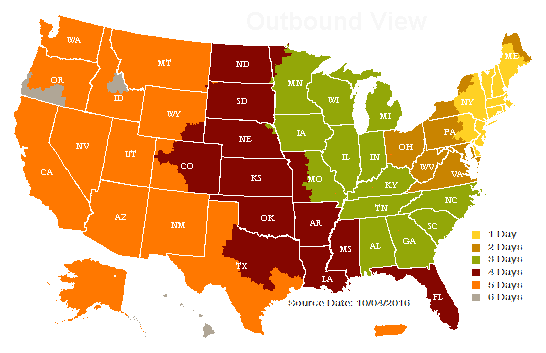 Outbound View
WA
OR
ID
MT
ND
MN
WI
MI
ME
NY
SD
WY
NE
IA
IL
IN
OH
PA
WV
VA
NV
UT
CO
KS
MO
KY
NC
CA
AZ
NM
OK
AR
TN
SC
MS
AL
GA
TX
LA
FL
1 Day
2 Days
3 Days
4 Days
5 Days
6 Days
Source Date: 10/04/2016